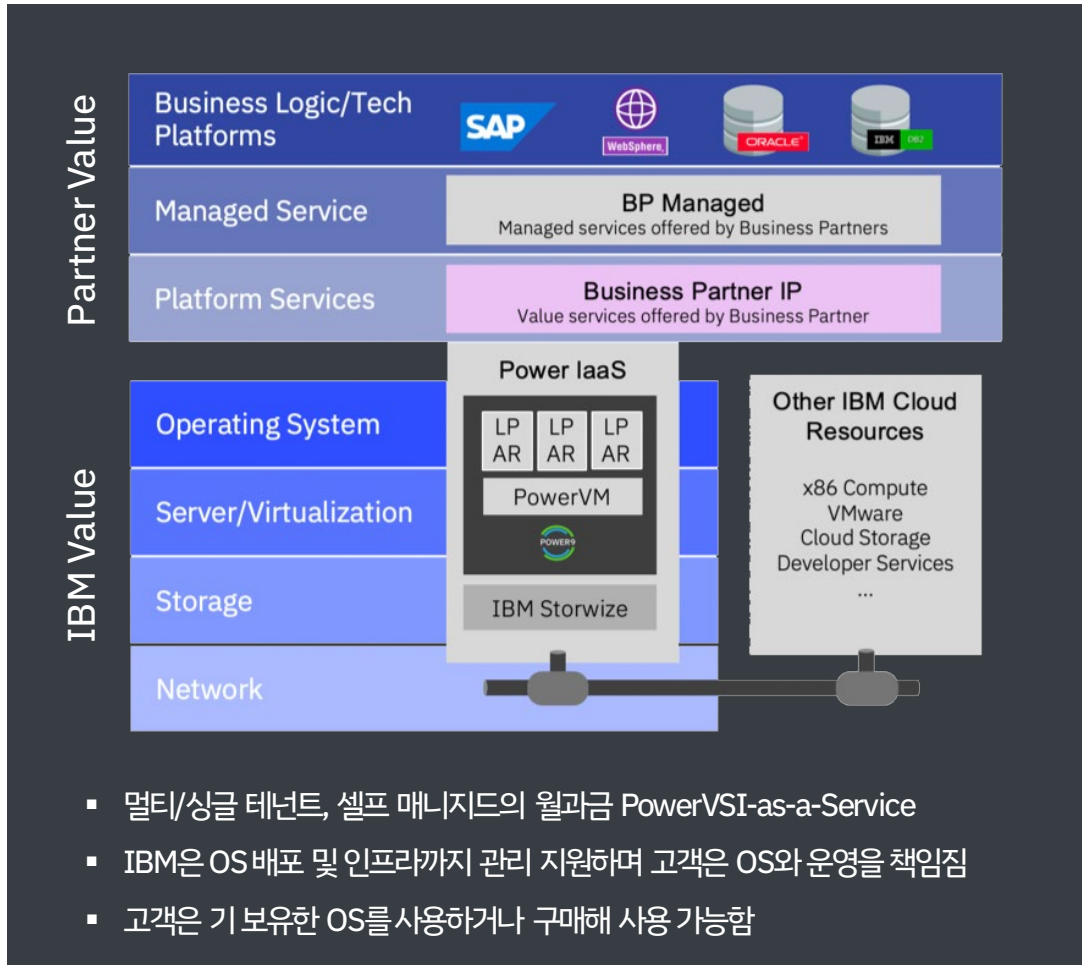 Partner Value
Business Logic/Tech
Platforms
SAP
WebSphere
ORACLE
IBM DB2
Managed Service
BP Managed
Managed services offered by Business Partners
Platform Services
Business Partner IP
Value services offered by Business Partner
IBM Value
Operating System
Server/Virtualization
Storage
Network
Power IaaS
LP
AR
LP
AR
LP
AR
PowerVM
POWER9
IBM Storwize
Other IBM Cloud
Resources
x86 Compute
VMware
Cloud Storage
Developer Services
...
▪ 멀티/싱글 테넌트, 셀프 매니지드의 월과금 PowerVSI-as-a-Service
▪ IBM은 OS 배포 및 인프라까지 관리 지원하며 고객은 OS와 운영을 책임짐
▪ 고객은 기 보유한 OS를 사용하거나 구매해 사용 가능함